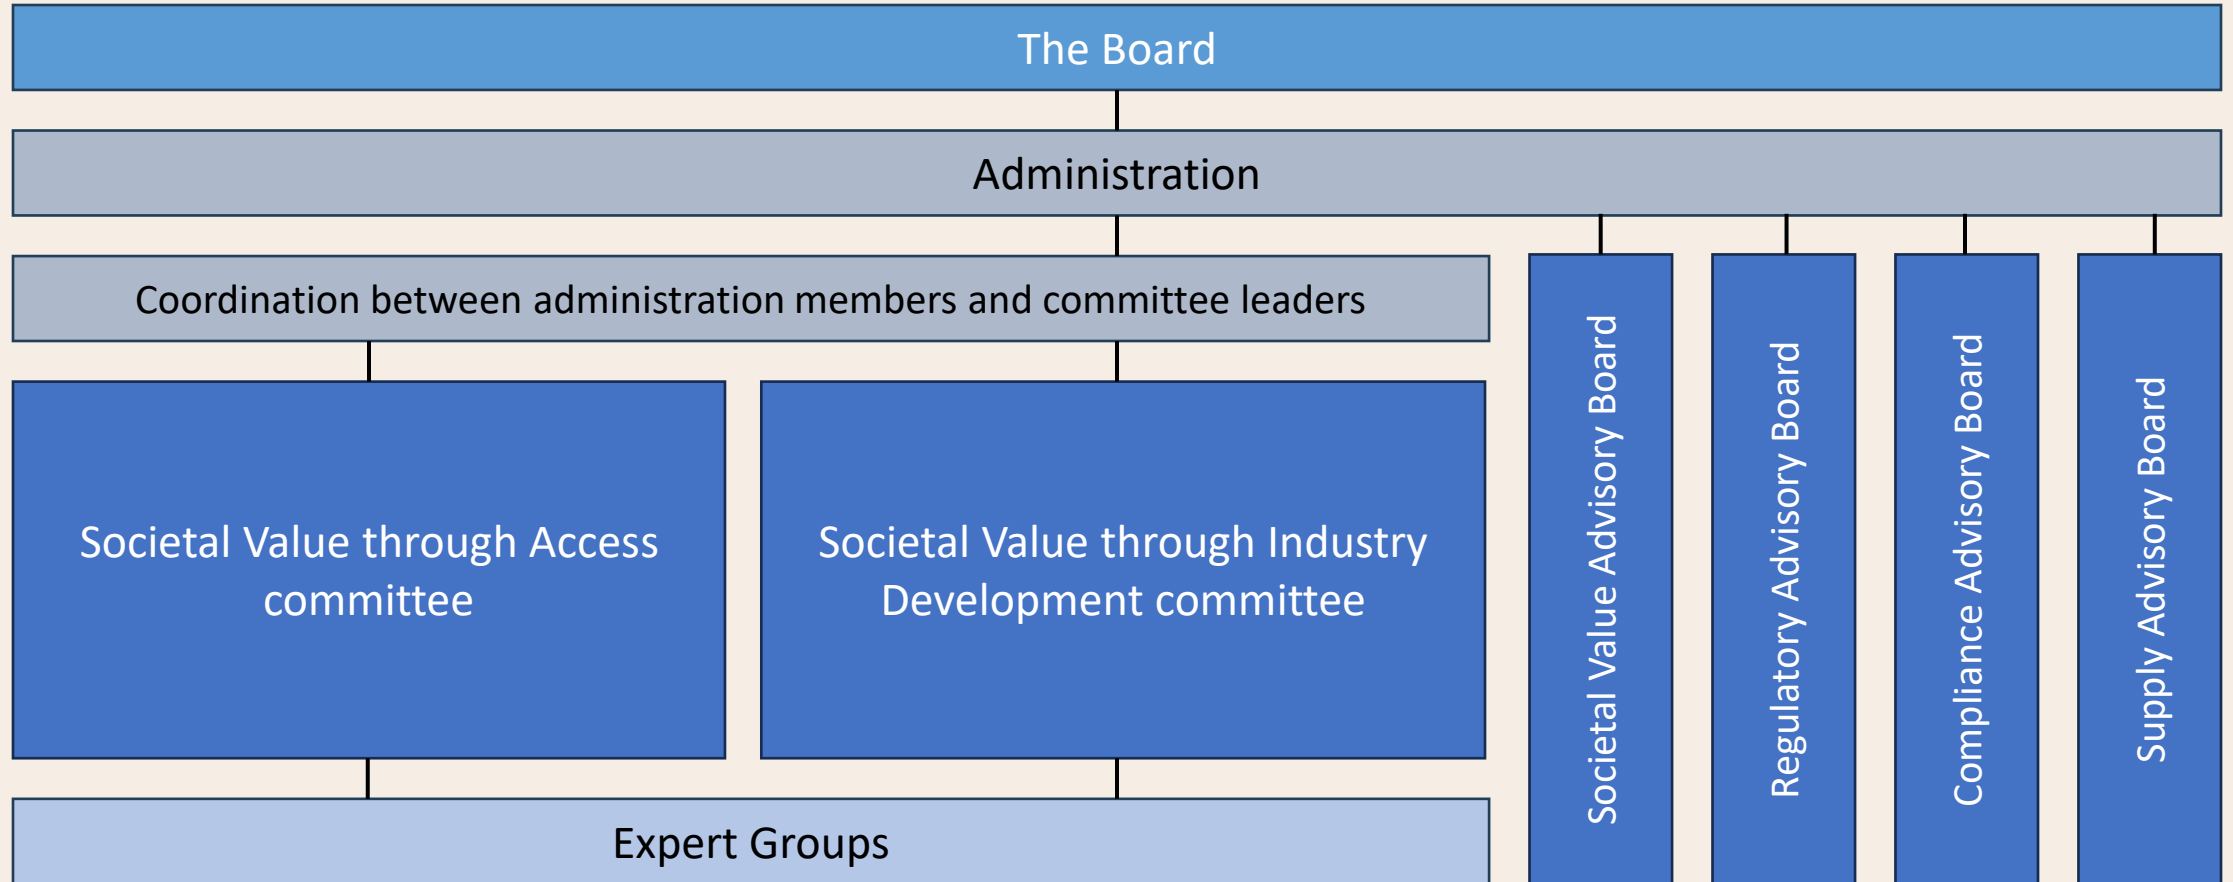 The Board
Administration
Coordination between administration members and committee leaders
Societal Value through Access
committee
Societal Value through Industry
Development committee
Expert Groups
Societal Value Advisory Board
Regulatory Advisory Board
Compliance Advisory Board
Supply Advisory Board